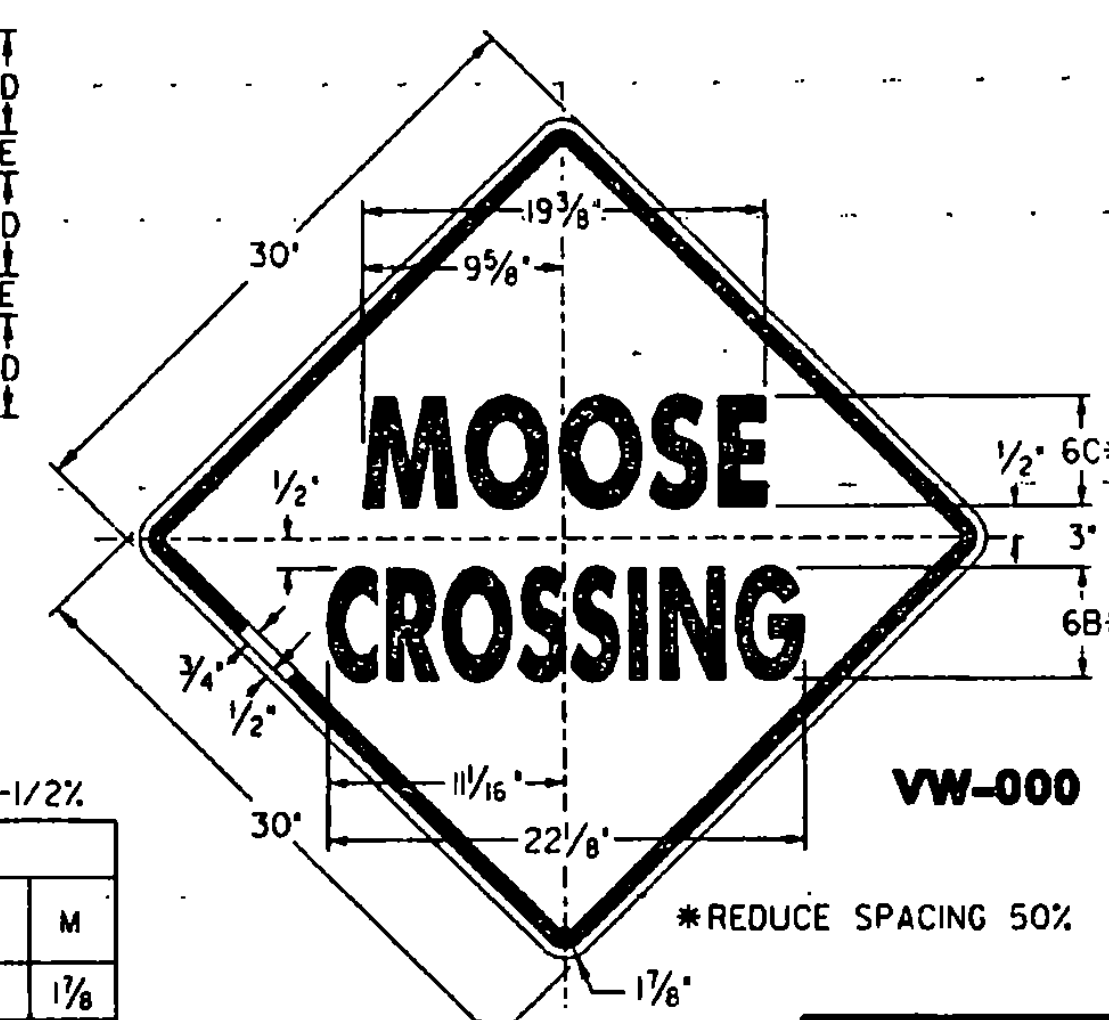 D
E
D
E
D
30"
19 3/8"
9 5/8"
MOOSE
1/2"
1/2" 6C*
3"
CROSSING
6B*
3/4"
1/2"
11 1/16"
VW-000
-1/2%
30"
22 1/8"
M
*REDUCE SPACING 50%
1 7/8
1 7/8"